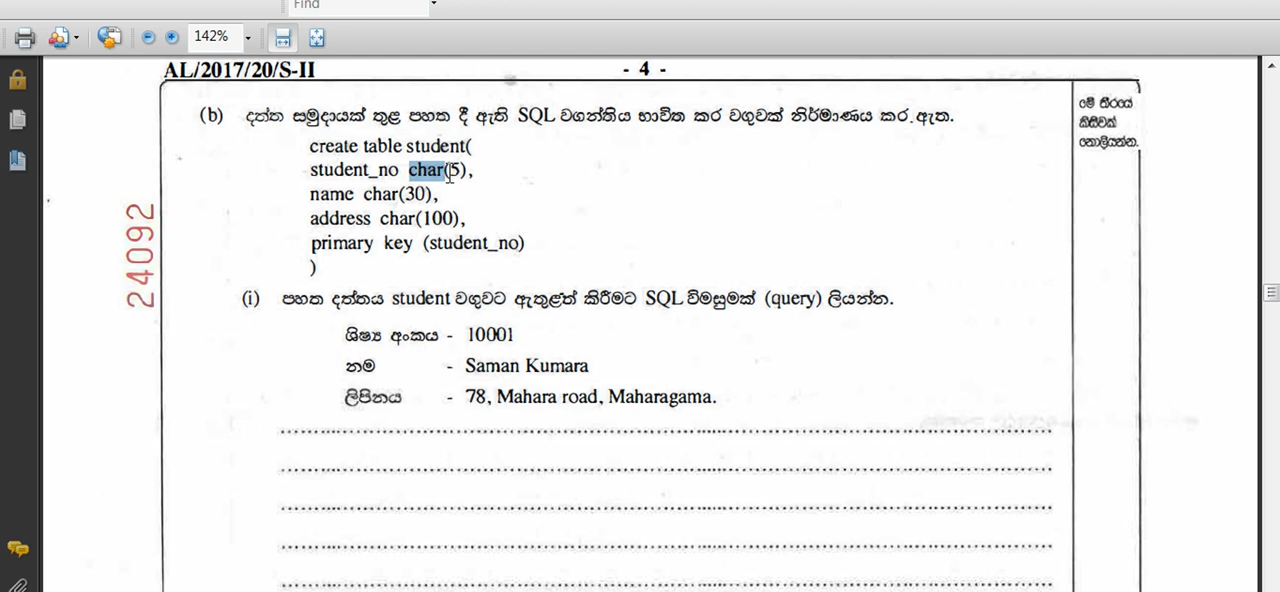 Find
142%
AL/2017/20/S-II
- 4 -
(b) දත්ත සමුදායක් තුළ පහත දී ඇති SQL වගන්තිය භාවිත කර වගුවක් නිර්මාණය කර ඇත.
මේ තීරයේ
කිසිවක්
නොලියන්න.
create table student(
student_no char(5),
name char(30),
address char(100),
primary key (student_no)
)
24092
(i) පහත දත්තය student වගුවට ඇතුළත් කිරීමට SQL විමසුමක් (query) ලියන්න.
ශිෂ්‍ය අංකය - 10001
නම - Saman Kumara
ලිපිනය - 78, Mahara road, Maharagama.